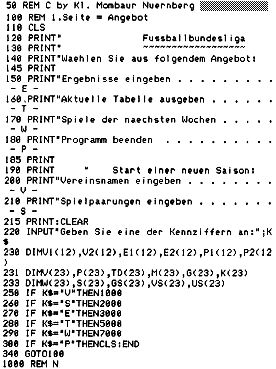 50 REM C by Kl. Mombaur Nuernberg
100 REM 1.Seite = Angebot
110 CLS
120 PRINT" Fussballbundesliga
130 PRINT" ~~~~~~~~~~~~~~~~~~
140 PRINT"Waehlen Sie aus folgendem Angebot:
145 PRINT
150 PRINT"Ergebnisse eingeben . . . . . . . . .
- E -
160.PRINT"Aktuelle Tabelle ausgeben . . . . . .
- T -
170 PRINT"Spiele der naechsten Wochen . . . . .
- W -
180 PRINT"Programm beenden . . . . . . . . . .
- P -
185 PRINT
190 PRINT " Start einer neuen Saison:
200 PRINT"Vereinsnamen eingeben . . . . . . . .
- V -
210 PRINT"Spielpaarungen eingeben . . . . . . .
- S -
215 PRINT:CLEAR
220 INPUT"Geben Sie eine der Kennziffern an:";K
$
230 DIMV1(12),V2(12),E1(12),E2(12),P1(12),P2(12
)
231 DIMV(23),P(23),TD(23),M(23),G(23),K(23)
233 DIMW(23),S(23),GS(23),VS(23),US(23)
250 IF K$="V"THEN1000
260 IF K$="S"THEN2000
270 IF K$="E"THEN3000
280 IF K$="T"THEN5000
290 IF K$="W"THEN7000
300 IF K$="P"THENCLS:END
340 GOTO100
1000 REM N